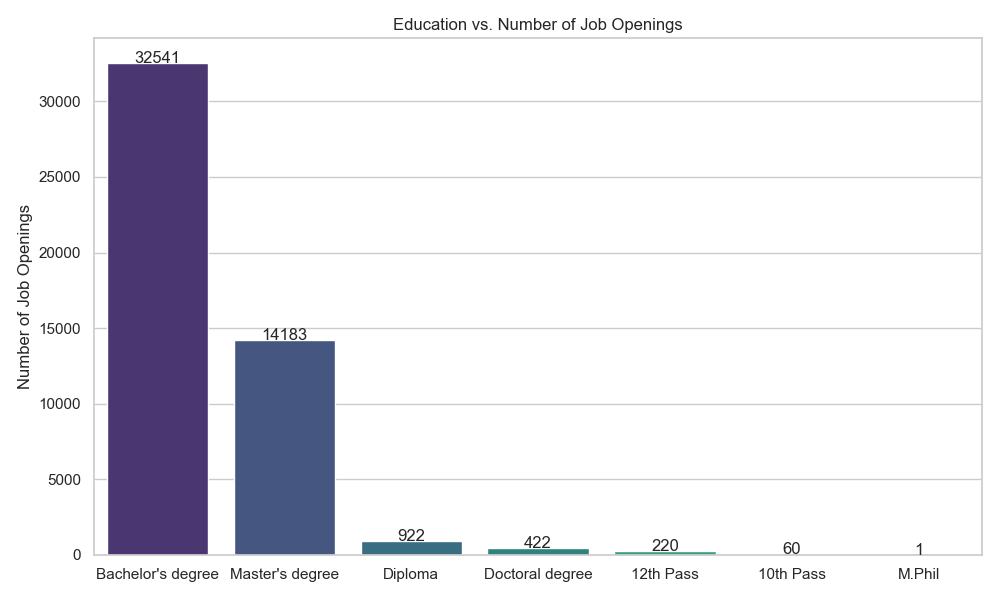 Education vs. Number of Job Openings
Number of Job Openings
30000
25000
20000
15000
10000
5000
0
32541
14183
922
422
220
60
1
Bachelor's degree
Master's degree
Diploma
Doctoral degree
12th Pass
10th Pass
M.Phil